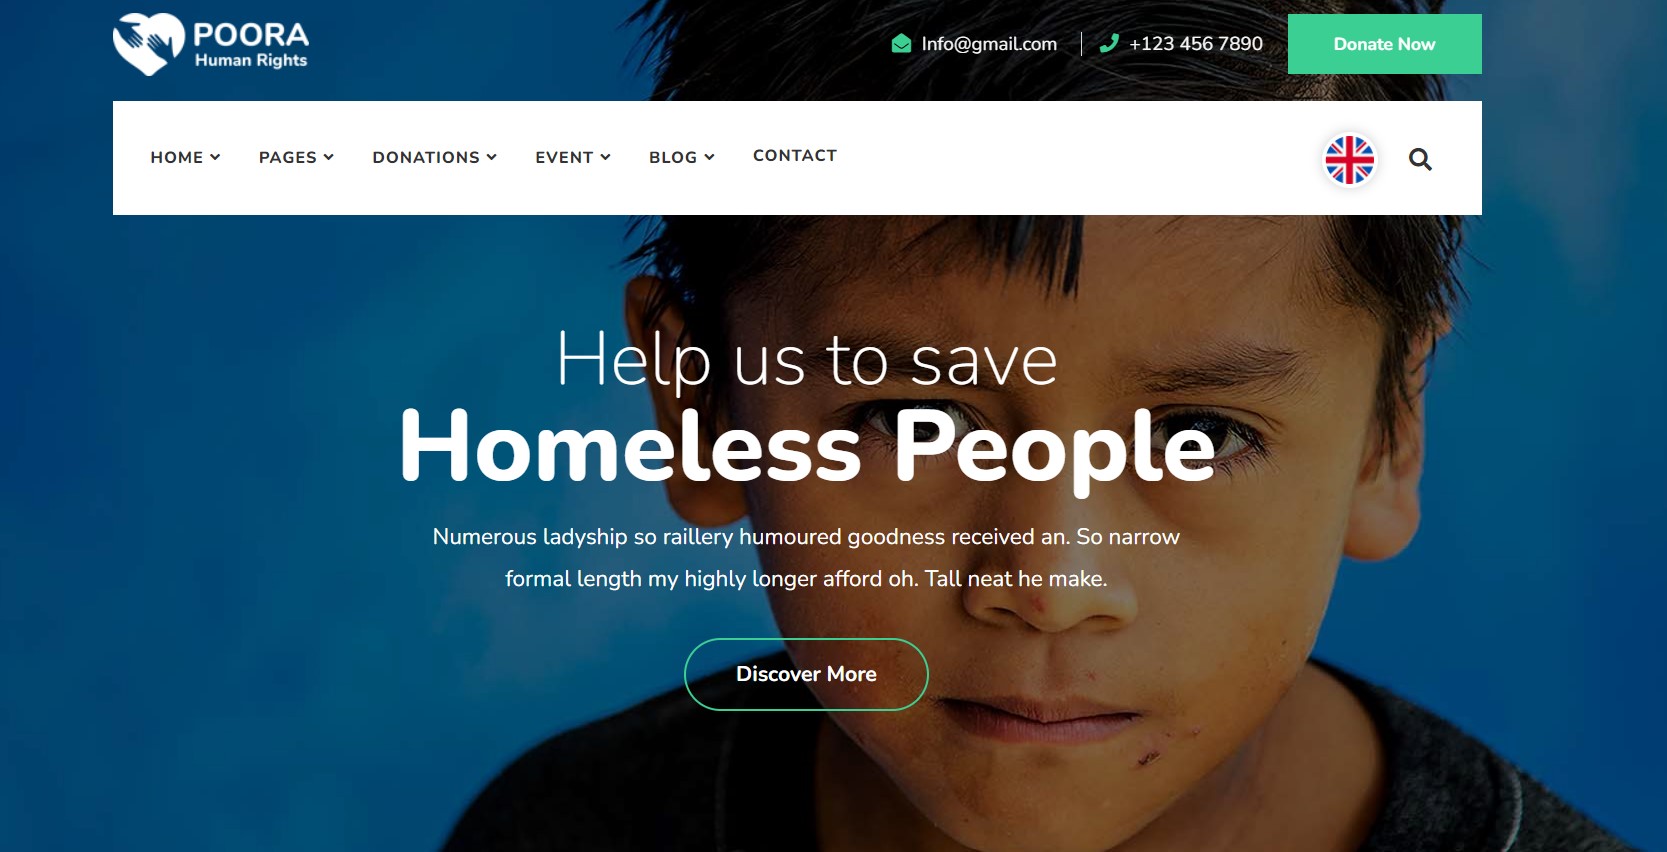 POORA
Human Rights
Info@gmail.com
+123 456 7890
Donate Now
HOME
PAGES
DONATIONS
EVENT
BLOG
CONTACT
Help us to save
Homeless People
Numerous ladyship so raillery humoured goodness received an. So narrow
formal length my highly longer afford oh. Tall neat he make.
Discover More